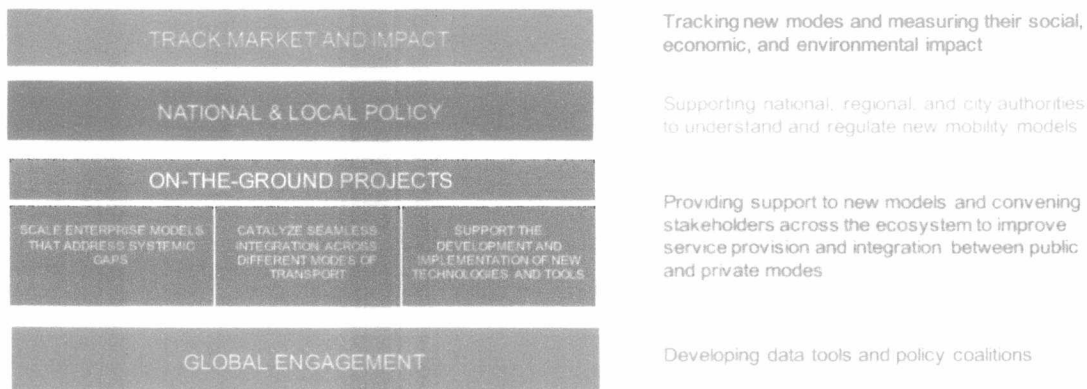 TRACK MARKET AND IMPACT
Tracking new modes and measuring their social,
economic, and environmental impact
NATIONAL & LOCAL POLICY
Supporting national, regional, and city authorities
to understand and regulate new mobility models
ON-THE-GROUND PROJECTS
SCALE ENTERPRISE MODELS
THAT ADDRESS SYSTEMIC
GAPS
CATALYZE SEAMLESS
INTEGRATION ACROSS
DIFFERENT MODES OF
TRANSPORT
SUPPORT THE
DEVELOPMENT AND
IMPLEMENTATION OF NEW
TECHNOLOGIES AND TOOLS
Providing support to new models and convening
stakeholders across the ecosystem to improve
service provision and integration between public
and private modes
GLOBAL ENGAGEMENT
Developing data tools and policy coalitions